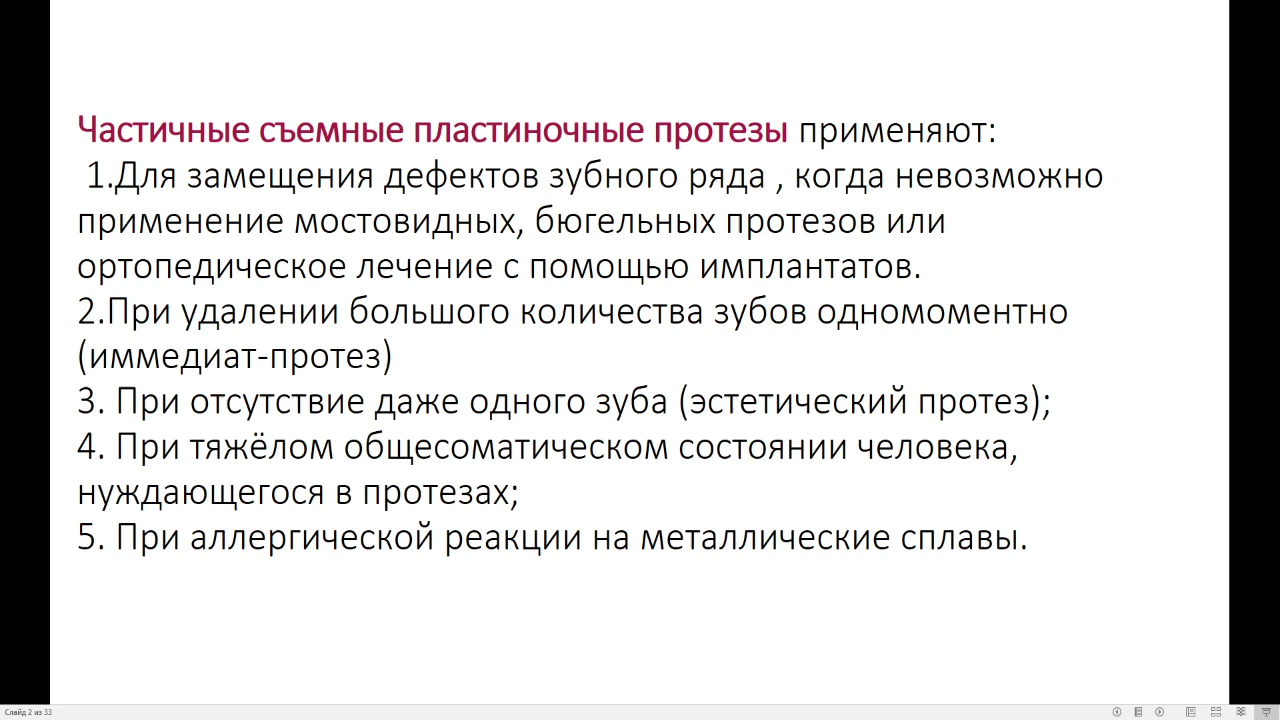 Частичные съемные пластиночные протезы применяют:
1.Для замещения дефектов зубного ряда , когда невозможно
применение мостовидных, бюгельных протезов или
ортопедическое лечение с помощью имплантатов.
2.При удалении большого количества зубов одномоментно
(иммедиат-протез)
3. При отсутствие даже одного зуба (эстетический протез);
4. При тяжёлом общесоматическом состоянии человека,
нуждающегося в протезах;
5. При аллергической реакции на металлические сплавы.
Слайд 2 из 33